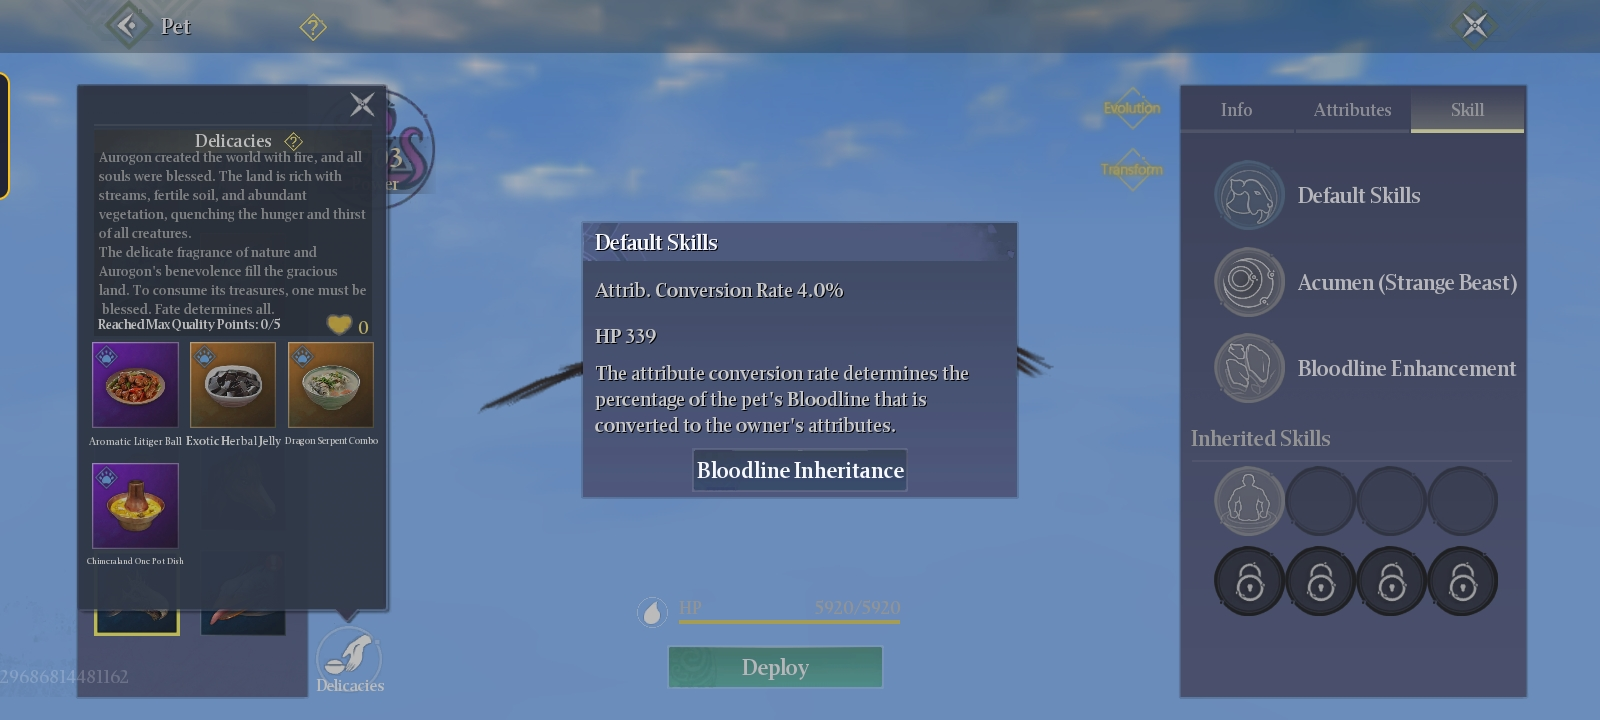 Pet
?
Delicacies ?
Aurogon created the world with fire, and all
souls were blessed. The land is rich with
streams, fertile soil, and abundant
vegetation, quenching the hunger and thirst
of all creatures.
The delicate fragrance of nature and
Aurogon's benevolence fill the gracious
land. To consume its treasures, one must be
blessed. Fate determines all.
Reached Max Quality Points: 0/5
0
Aromatic Litiger Ball
Exotic Herbal Jelly
Dragon Serpent Combo
Chimeraland One Pot Dish
Delicacies
29686814481162
Evolution
Transform
Default Skills
Attrib. Conversion Rate 4.0%
HP 339
The attribute conversion rate determines the
percentage of the pet's Bloodline that is
converted to the owner's attributes.
Bloodline Inheritance
HP 5920/5920
Deploy
Info Attributes Skill
Default Skills
Acumen (Strange Beast)
Bloodline Enhancement
Inherited Skills